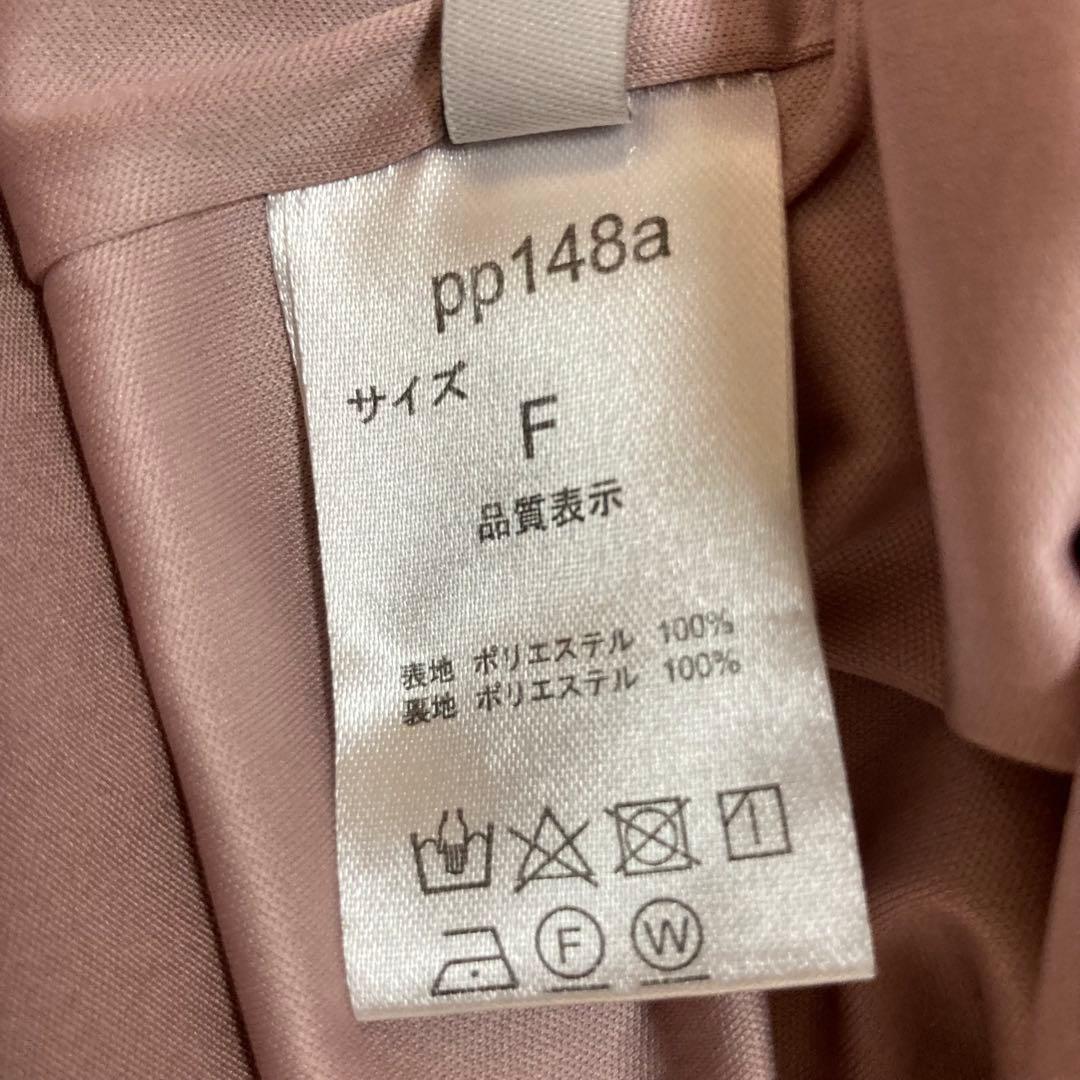 pp148a
サイズ
F
品質表示
表地 ポリエステル 100%
裏地 ポリエステル 100%
F W